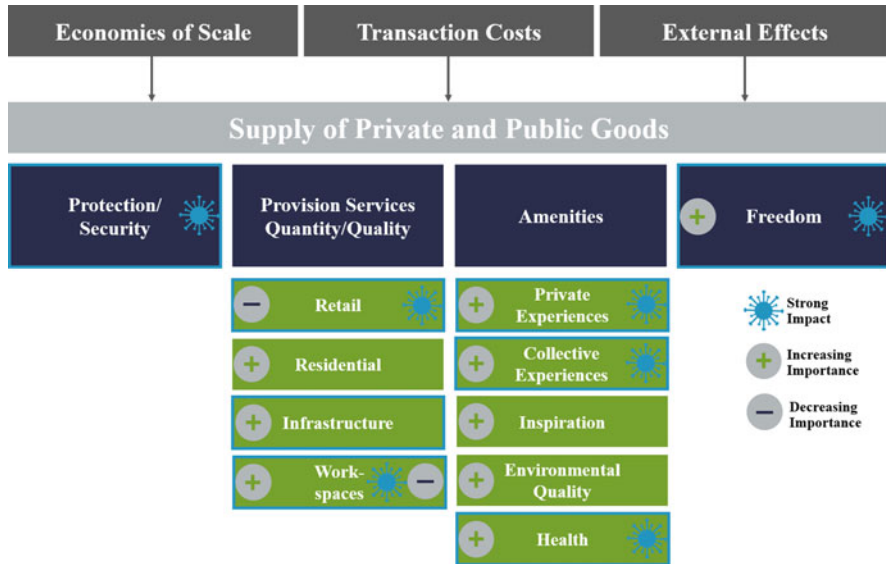 Economies of Scale
Transaction Costs
External Effects
Supply of Private and Public Goods
Protection/
Security
Provision Services
Quantity/Quality
Amenities
+
Freedom
−
Retail
+
Residential
+
Infrastructure
+
Work-
spaces
−
+
Private
Experiences
+
Collective
Experiences
+
Inspiration
+
Environmental
Quality
+
Health
Strong
Impact
+
Increasing
Importance
−
Decreasing
Importance